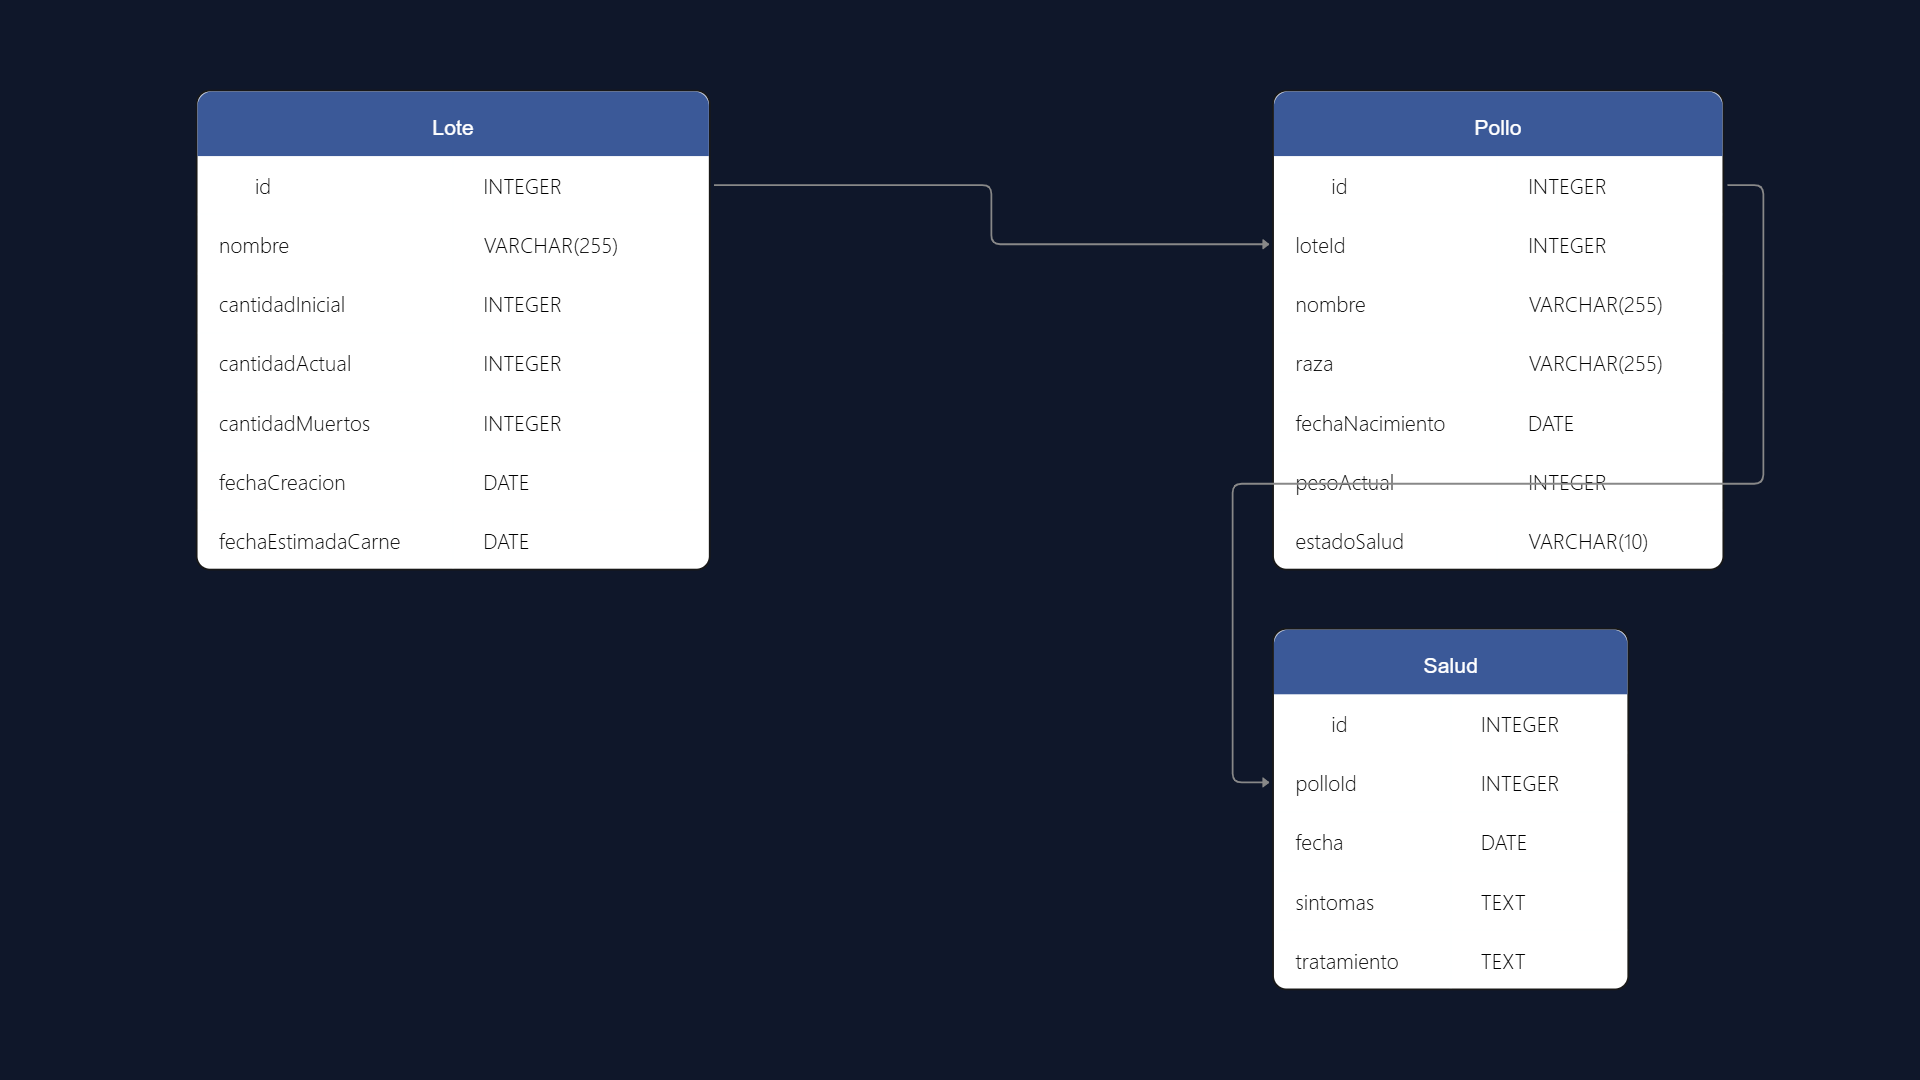 Lote
id INTEGER
nombre VARCHAR(255)
cantidadInicial INTEGER
cantidadActual INTEGER
cantidadMuertos INTEGER
fechaCreacion DATE
fechaEstimadaCarne DATE
Pollo
id INTEGER
loteId INTEGER
nombre VARCHAR(255)
raza VARCHAR(255)
fechaNacimiento DATE
pesoActual INTEGER
estadoSalud VARCHAR(10)
Salud
id INTEGER
polloId INTEGER
fecha DATE
sintomas TEXT
tratamiento TEXT